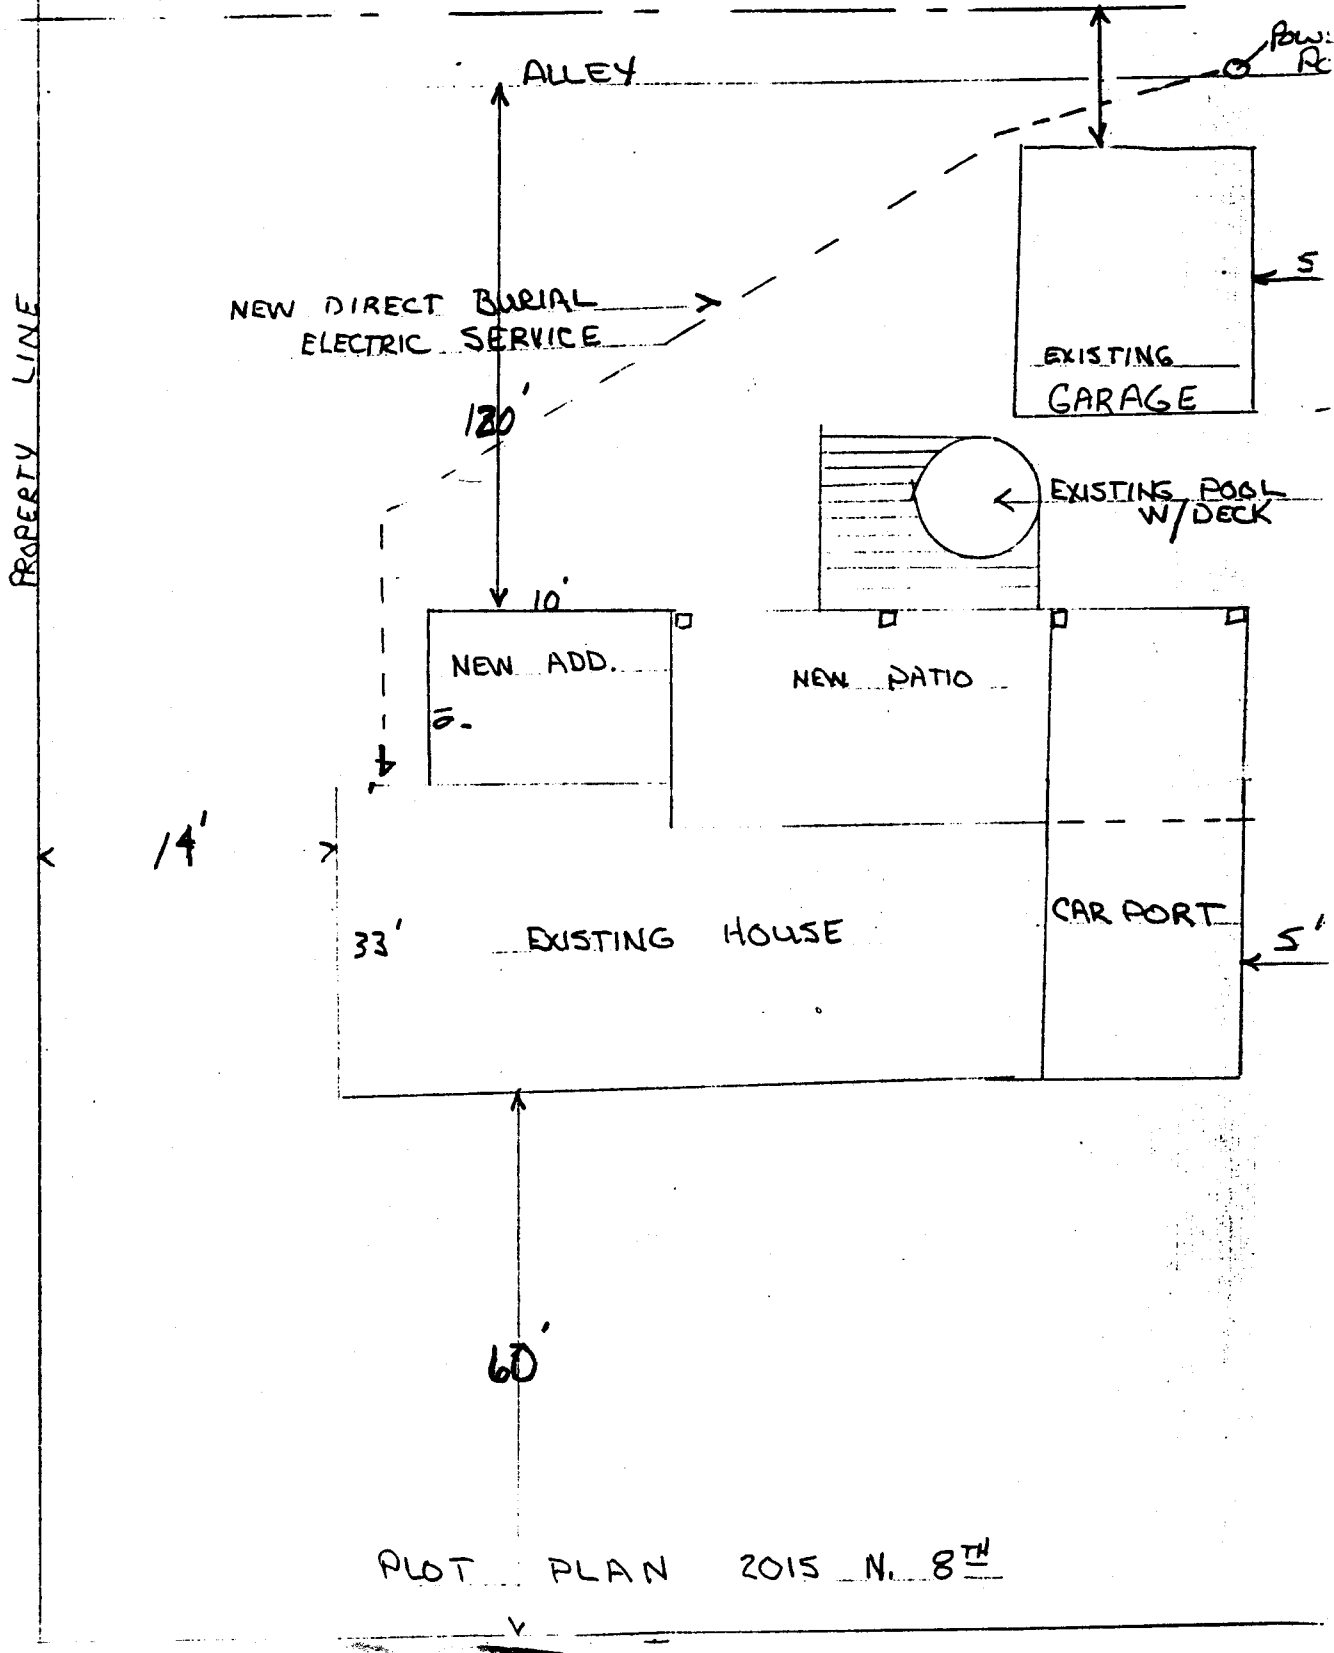 ALLEY
NEW DIRECT BURIAL
ELECTRIC SERVICE
5
EXISTING
GARAGE
PROPERTY LINE
EXISTING POOL
W/DECK
10'
NEW ADD.
NEW PATIO
14'
33'
EXISTING HOUSE
CAR PORT
5'
60'
PLOT PLAN 2015 N. 8TH